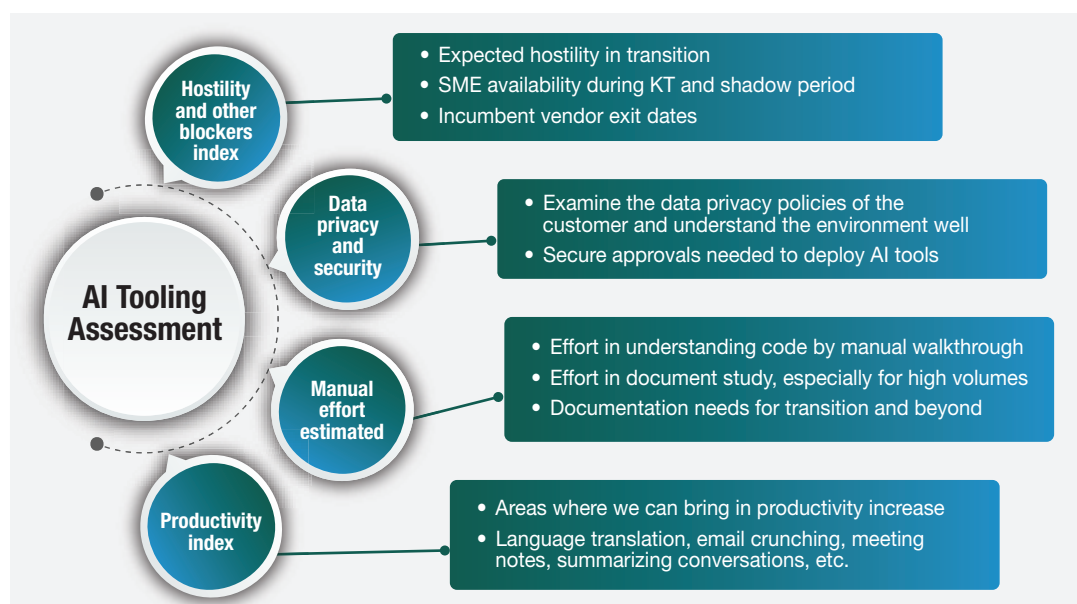 Hostility
and other
blockers
index
• Expected hostility in transition
• SME availability during KT and shadow period
• Incumbent vendor exit dates
Data
privacy
and
security
• Examine the data privacy policies of the
customer and understand the environment well
• Secure approvals needed to deploy AI tools
AI Tooling
Assessment
Manual
effort
estimated
• Effort in understanding code by manual walkthrough
• Effort in document study, especially for high volumes
• Documentation needs for transition and beyond
Productivity
index
• Areas where we can bring in productivity increase
• Language translation, email crunching, meeting
notes, summarizing conversations, etc.